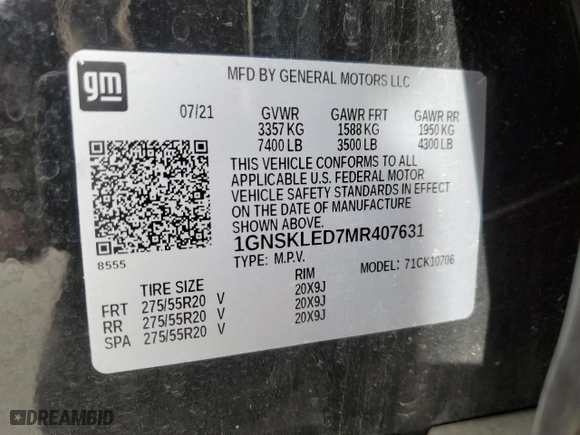 gm
MFD BY GENERAL MOTORS LLC
07/21 GVWR GAWR FRT GAWR RR
3357 KG 1588 KG 1950 KG
7400 LB 3500 LB 4300 LB
THIS VEHICLE CONFORMS TO ALL
APPLICABLE U.S. FEDERAL MOTOR
VEHICLE SAFETY STANDARDS IN EFFECT
ON THE DATE OF MANUFACTURE
SHOWN ABOVE.
1GNSKLED7MR407631
8555
TYPE: M.P.V. MODEL: 71CK10706
TIRE SIZE RIM
FRT 275/55R20 V 20X9J
RR 275/55R20 V 20X9J
SPA 275/55R20 V 20X9J
DREAMBID